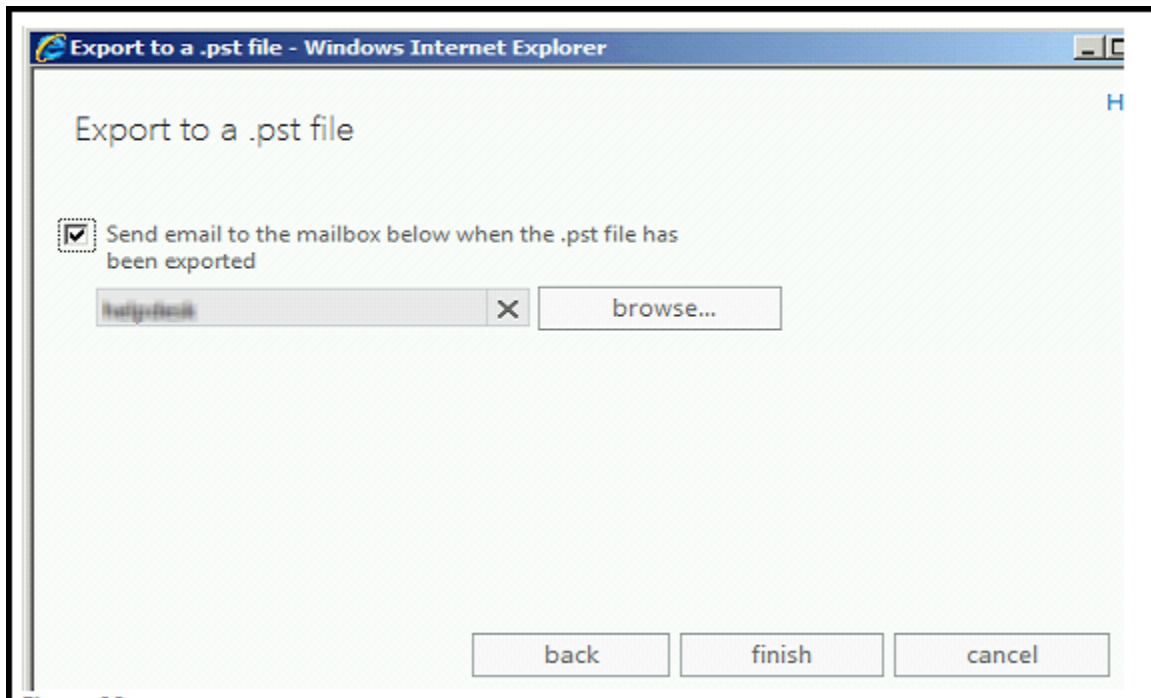 Export to a .pst file - Windows Internet Explorer
H
Export to a .pst file
Send email to the mailbox below when the .pst file has
been exported
helpdesk
browse...
back
finish
cancel